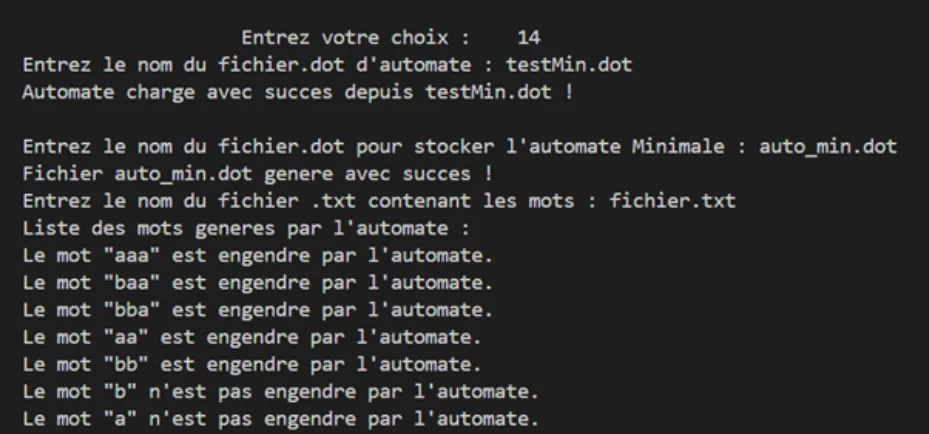 Entrez votre choix : 14
Entrez le nom du fichier.dot d'automate : testMin.dot
Automate charge avec succes depuis testMin.dot !
Entrez le nom du fichier.dot pour stocker l'automate Minimale : auto_min.dot
Fichier auto_min.dot genere avec succes !
Entrez le nom du fichier .txt contenant les mots : fichier.txt
Liste des mots generes par l'automate :
Le mot "aaa" est engendre par l'automate.
Le mot "baa" est engendre par l'automate.
Le mot "bba" est engendre par l'automate.
Le mot "aa" est engendre par l'automate.
Le mot "bb" est engendre par l'automate.
Le mot "b" n'est pas engendre par l'automate.
Le mot "a" n'est pas engendre par l'automate.